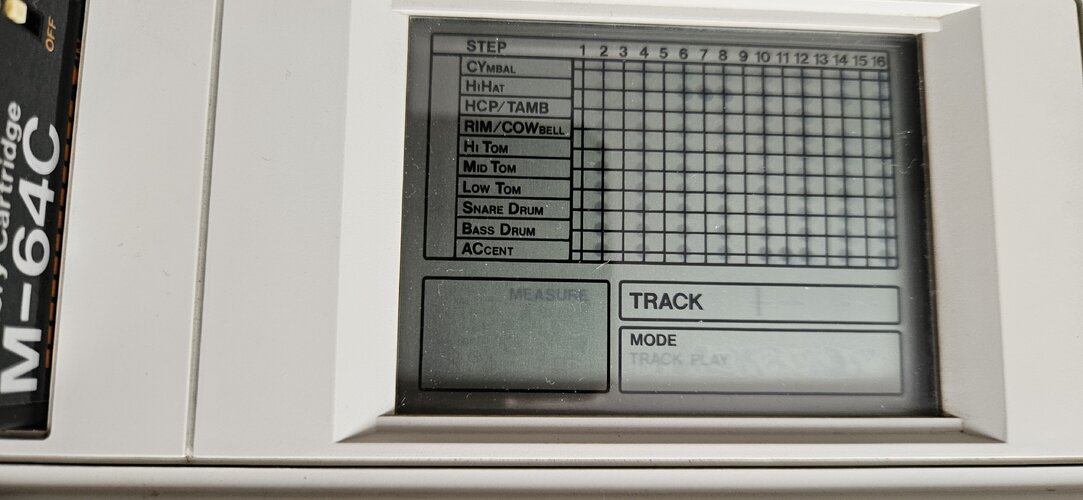 OFF
Cartridge
M-64C
STEP 1 2 3 4 5 6 7 8 9 10 11 12 13 14 15 16
CYMBAL
HiHAT
HCP/TAMB
RIM/COWBELL
Hi TOM
MID TOM
LOW TOM
SNARE DRUM
BASS DRUM
ACCENT
MEASURE
TRACK
MODE
TRACK PLAY